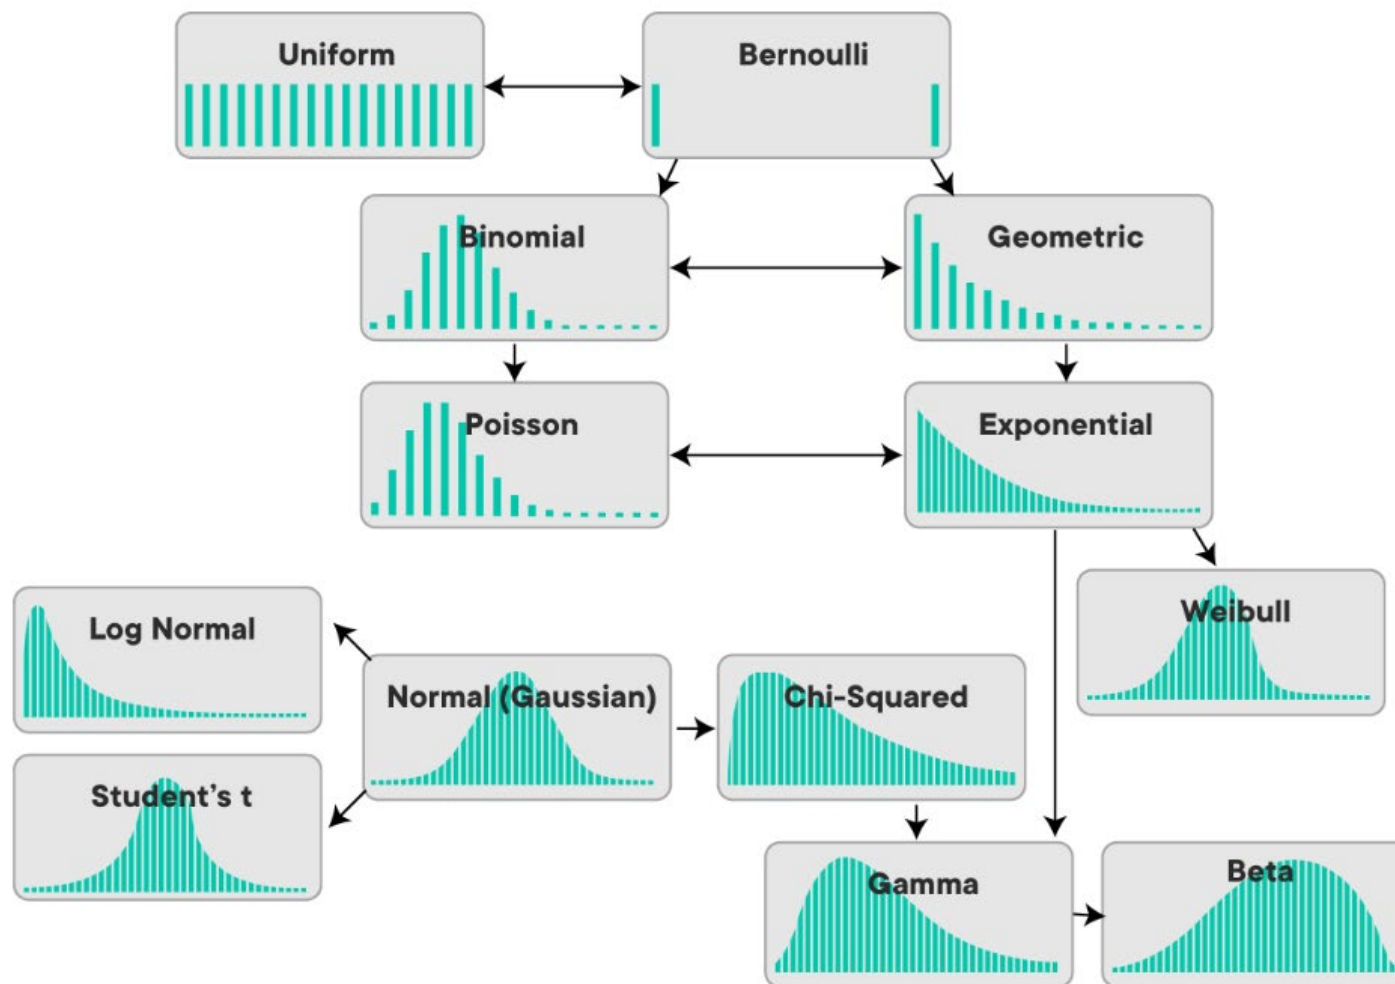 Uniform
Bernoulli
Binomial
Geometric
Poisson
Exponential
Weibull
Log Normal
Normal (Gaussian)
Chi-Squared
Student's t
Gamma
Beta